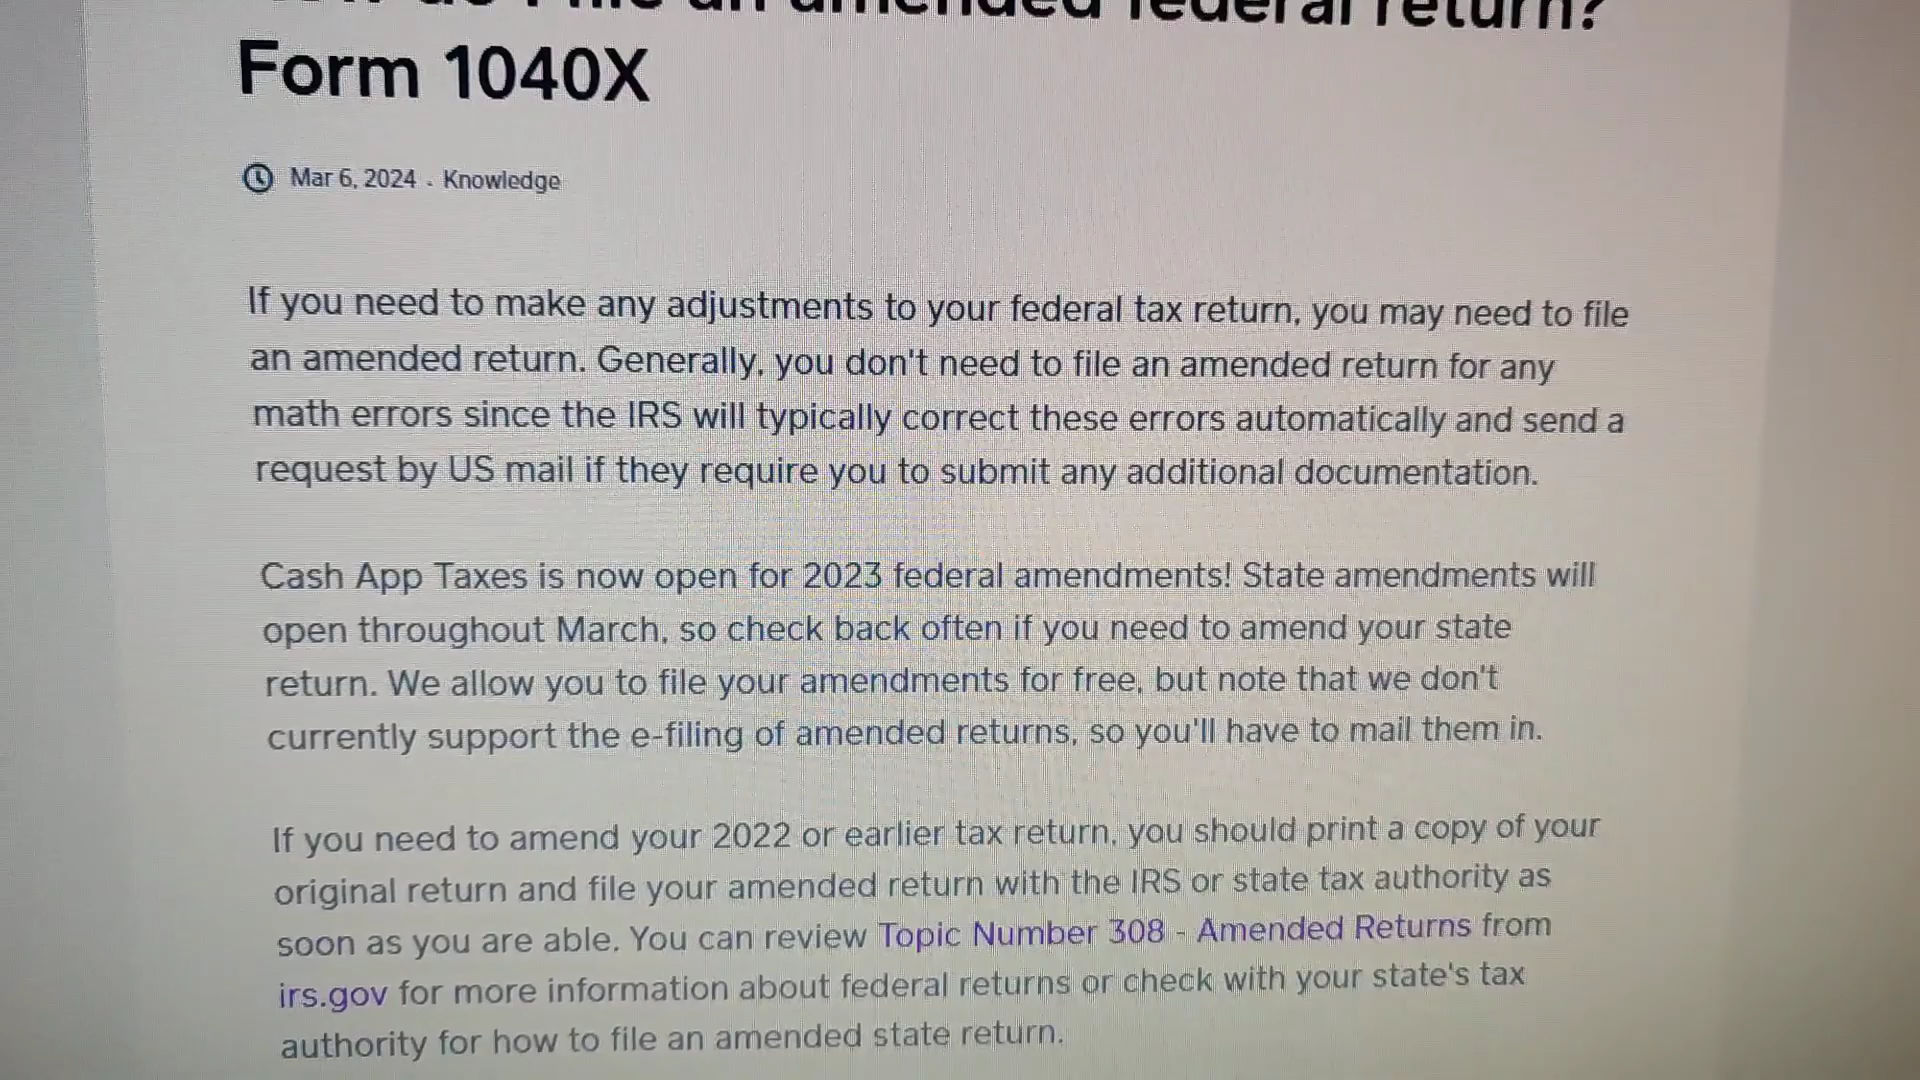 an amended federal return?
Form 1040X
Mar 6, 2024 . Knowledge
If you need to make any adjustments to your federal tax return, you may need to file
an amended return. Generally, you don't need to file an amended return for any
math errors since the IRS will typically correct these errors automatically and send a
request by US mail if they require you to submit any additional documentation.
Cash App Taxes is now open for 2023 federal amendments! State amendments will
open throughout March, so check back often if you need to amend your state
return. We allow you to file your amendments for free, but note that we don't
currently support the e-filing of amended returns, so you'll have to mail them in.
If you need to amend your 2022 or earlier tax return, you should print a copy of your
original return and file your amended return with the IRS or state tax authority as
soon as you are able. You can review Topic Number 308 - Amended Returns from
irs.gov for more information about federal returns or check with your state's tax
authority for how to file an amended state return.